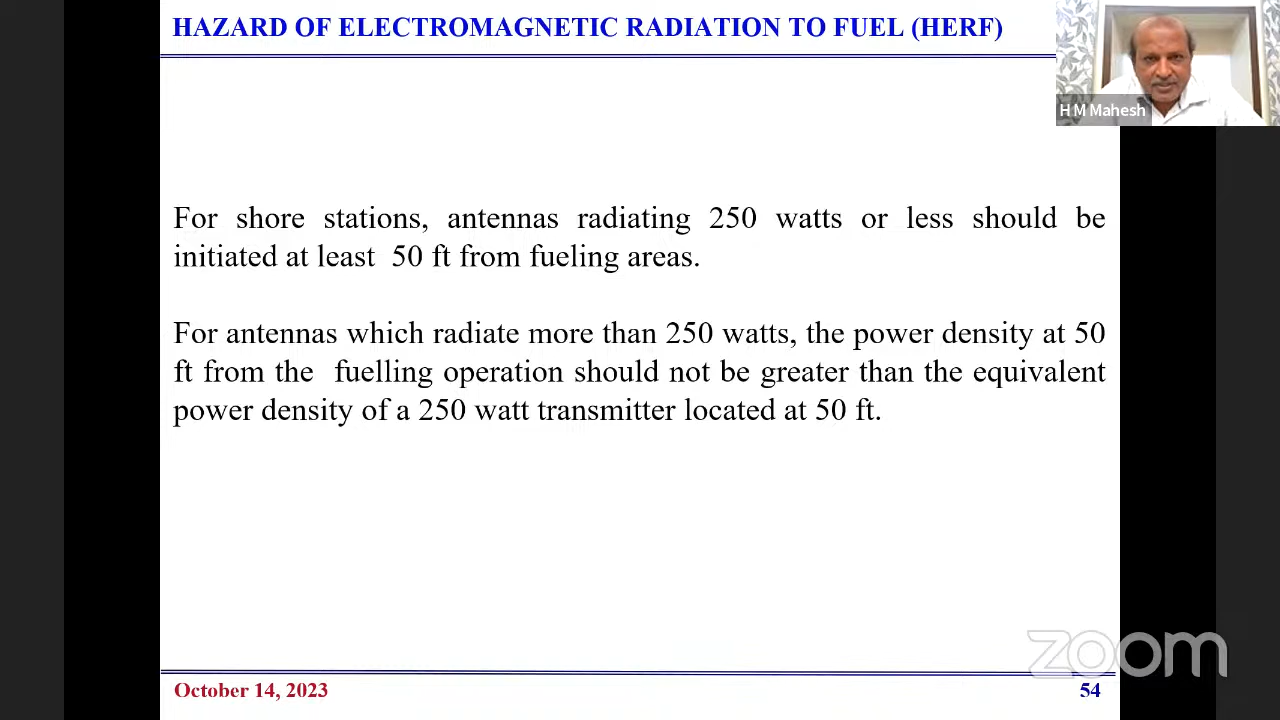 HAZARD OF ELECTROMAGNETIC RADIATION TO FUEL (HERF)
H M Mahesh
For shore stations, antennas radiating 250 watts or less should be
initiated at least 50 ft from fueling areas.
For antennas which radiate more than 250 watts, the power density at 50
ft from the fuelling operation should not be greater than the equivalent
power density of a 250 watt transmitter located at 50 ft.
zoom
October 14, 2023
54